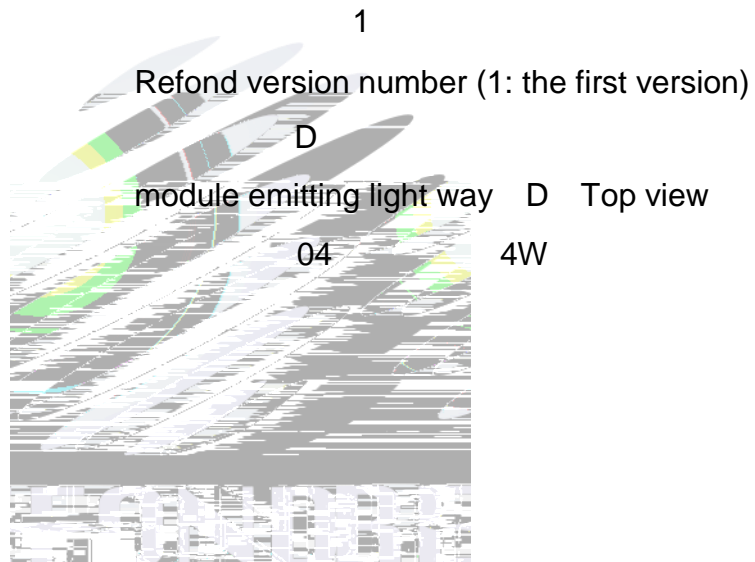 1
Refond version number (1: the first version)
D
module emitting light way D Top view
04 4W